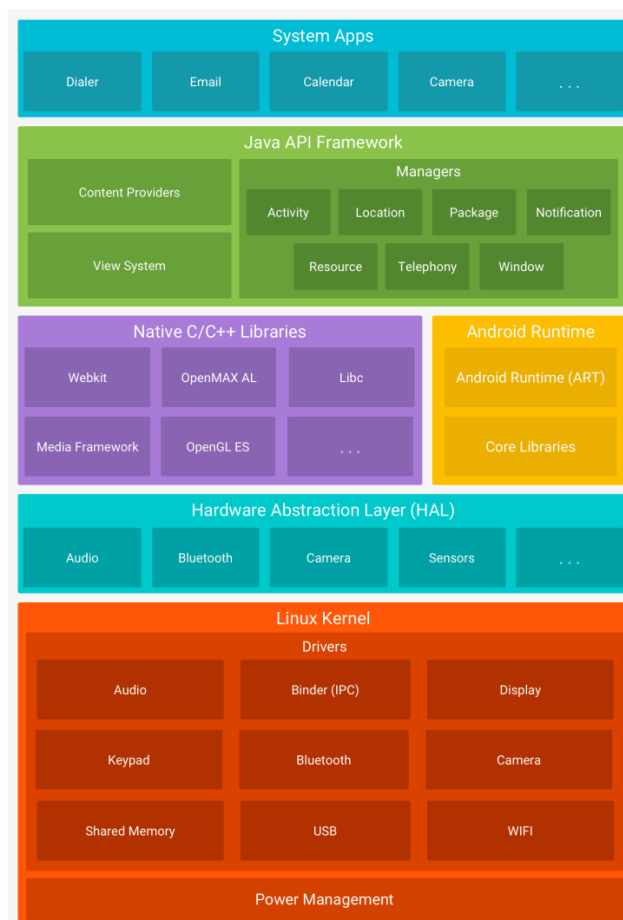 System Apps
Dialer
Email
Calendar
Camera
. . .
Java API Framework
Content Providers
View System
Managers
Activity
Location
Package
Notification
Resource
Telephony
Window
Native C/C++ Libraries
Webkit
OpenMAX AL
Libc
Media Framework
OpenGL ES
. . .
Android Runtime
Android Runtime (ART)
Core Libraries
Hardware Abstraction Layer (HAL)
Audio
Bluetooth
Camera
Sensors
. . .
Linux Kernel
Drivers
Audio
Binder (IPC)
Display
Keypad
Bluetooth
Camera
Shared Memory
USB
WIFI
Power Management